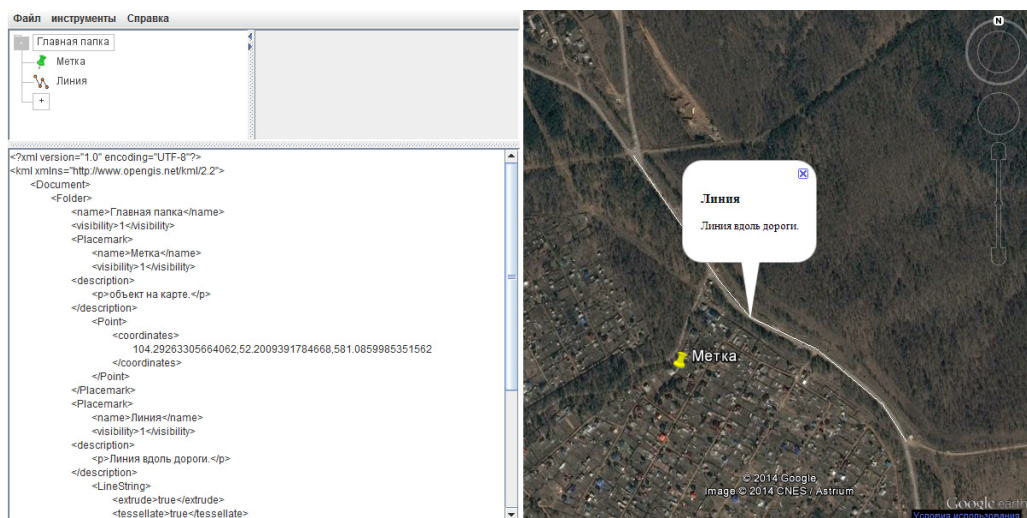 Файл инструменты Справка
Главная папка
Метка
Линия
<?xml version="1.0" encoding="UTF-8"?>
<kml xmlns="http://www.opengis.net/kml/2.2">
<Document>
<Folder>
<name>Главная папка</name>
<visibility>1</visibility>
<Placemark>
<name>Метка</name>
<visibility>1</visibility>
<description>
<p>объект на карте.</p>
</description>
<Point>
<coordinates>
104.29263305664062,52.2009391784668,581.0859985351562
</coordinates>
</Point>
</Placemark>
<Placemark>
<name>Линия</name>
<visibility>1</visibility>
<description>
<p>Линия вдоль дороги.</p>
</description>
<LineString>
<extrude>true</extrude>
<tessellate>true</tessellate>
N
Линия
Линия вдоль дороги.
Метка
© 2014 Google
Image © 2014 CNES / Astrium
Google earth
Условия использования